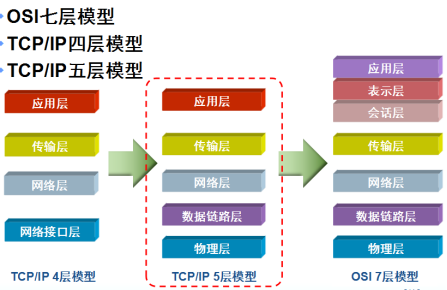 OSI七层模型
TCP/IP四层模型
TCP/IP五层模型
应用层
传输层
网络层
网络接口层
TCP/IP 4层模型
应用层
传输层
网络层
数据链路层
物理层
TCP/IP 5层模型
应用层
表示层
会话层
传输层
网络层
数据链路层
物理层
OSI 7层模型